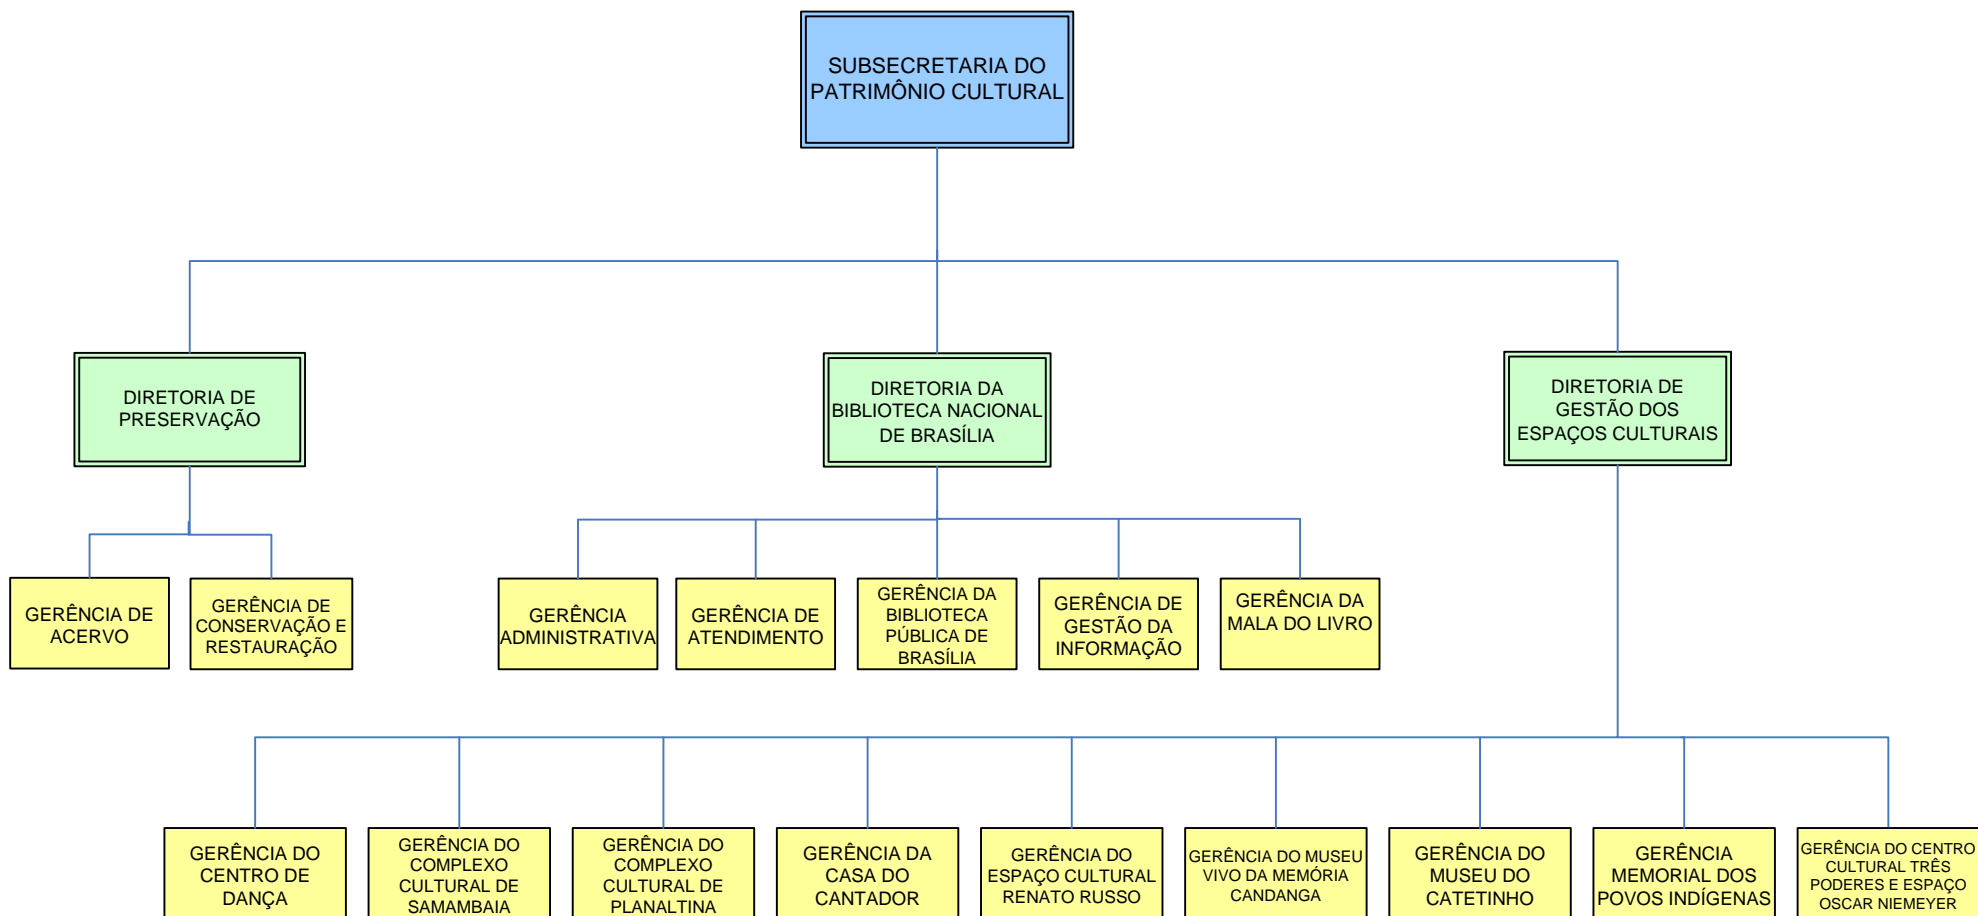 SUBSECRETARIA DO
PATRIMÔNIO CULTURAL
DIRETORIA DE
PRESERVAÇÃO
DIRETORIA DA
BIBLIOTECA NACIONAL
DE BRASÍLIA
DIRETORIA DE
GESTÃO DOS
ESPAÇOS CULTURAIS
GERÊNCIA DE
ACERVO
GERÊNCIA DE
CONSERVAÇÃO E
RESTAURAÇÃO
GERÊNCIA
ADMINISTRATIVA
GERÊNCIA DE
ATENDIMENTO
GERÊNCIA DA
BIBLIOTECA
PÚBLICA DE
BRASÍLIA
GERÊNCIA DE
GESTÃO DA
INFORMAÇÃO
GERÊNCIA DA
MALA DO LIVRO
GERÊNCIA DO
CENTRO DE
DANÇA
GERÊNCIA DO
COMPLEXO
CULTURAL DE
SAMAMBAIA
GERÊNCIA DO
COMPLEXO
CULTURAL DE
PLANALTINA
GERÊNCIA DA
CASA DO
CANTADOR
GERÊNCIA DO
ESPAÇO CULTURAL
RENATO RUSSO
GERÊNCIA DO MUSEU
VIVO DA MEMÓRIA
CANDANGA
GERÊNCIA DO
MUSEU DO
CATETINHO
GERÊNCIA
MEMORIAL DOS
POVOS INDÍGENAS
GERÊNCIA DO CENTRO
CULTURAL TRÊS
PODERES E ESPAÇO
OSCAR NIEMEYER